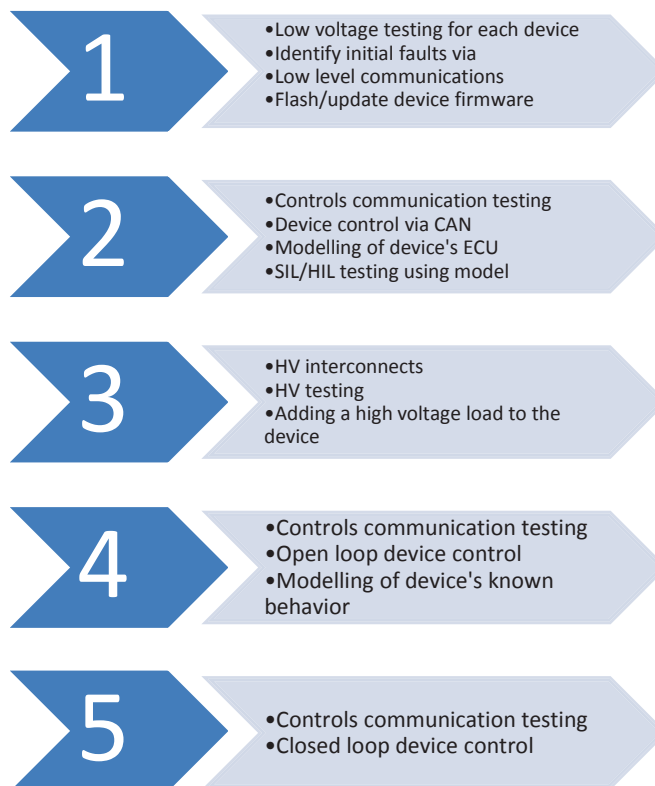 1
•Low voltage testing for each device
•Identify initial faults via
•Low level communications
•Flash/update device firmware
2
•Controls communication testing
•Device control via CAN
•Modelling of device's ECU
•SIL/HIL testing using model
3
•HV interconnects
•HV testing
•Adding a high voltage load to the
device
4
•Controls communication testing
•Open loop device control
•Modelling of device's known
behavior
5
•Controls communication testing
•Closed loop device control